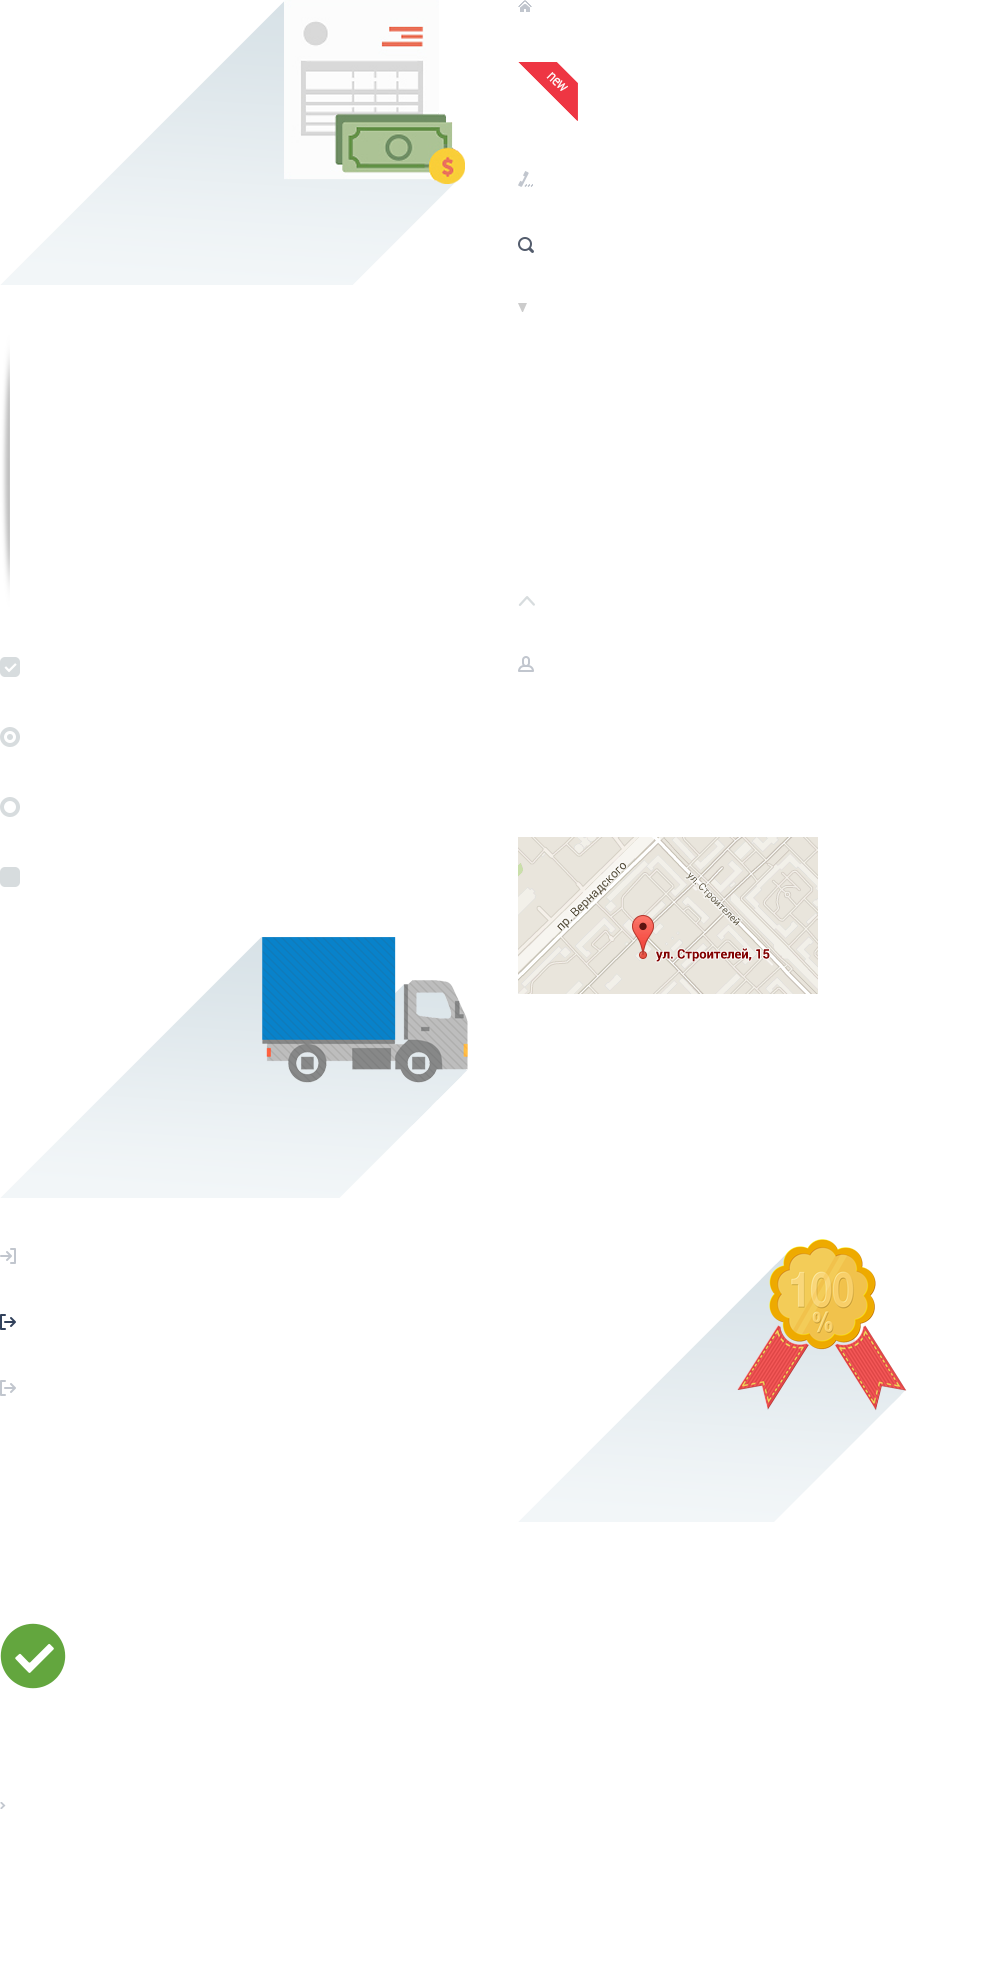 $
new
пр. Вернадского
ул. Строителей
ул. Строителей, 15
100
%